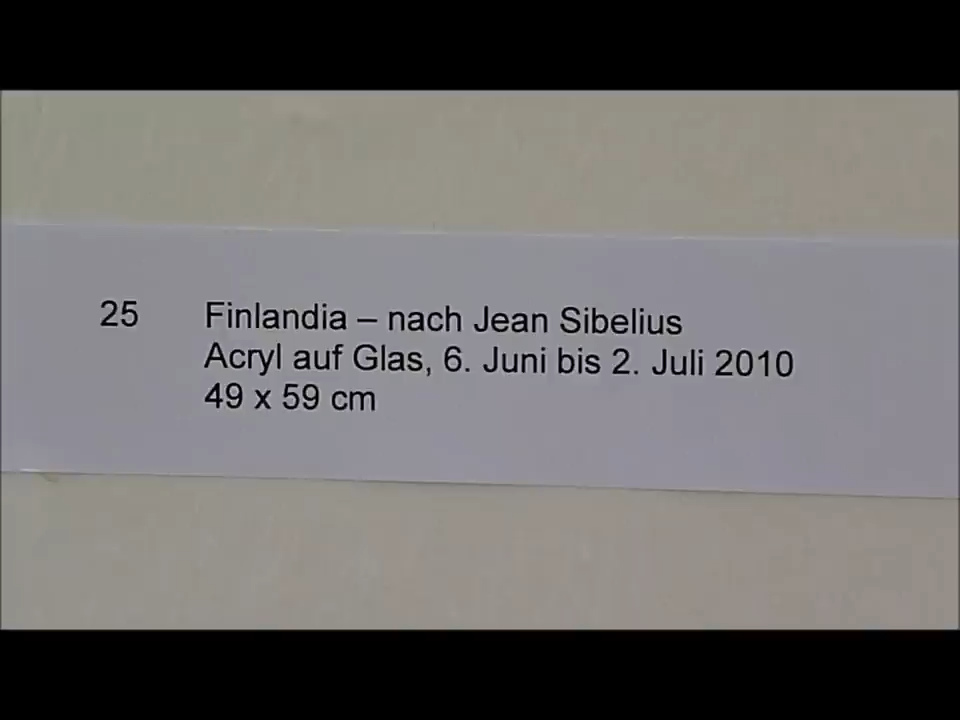 25 Finlandia – nach Jean Sibelius
Acryl auf Glas, 6. Juni bis 2. Juli 2010
49 x 59 cm